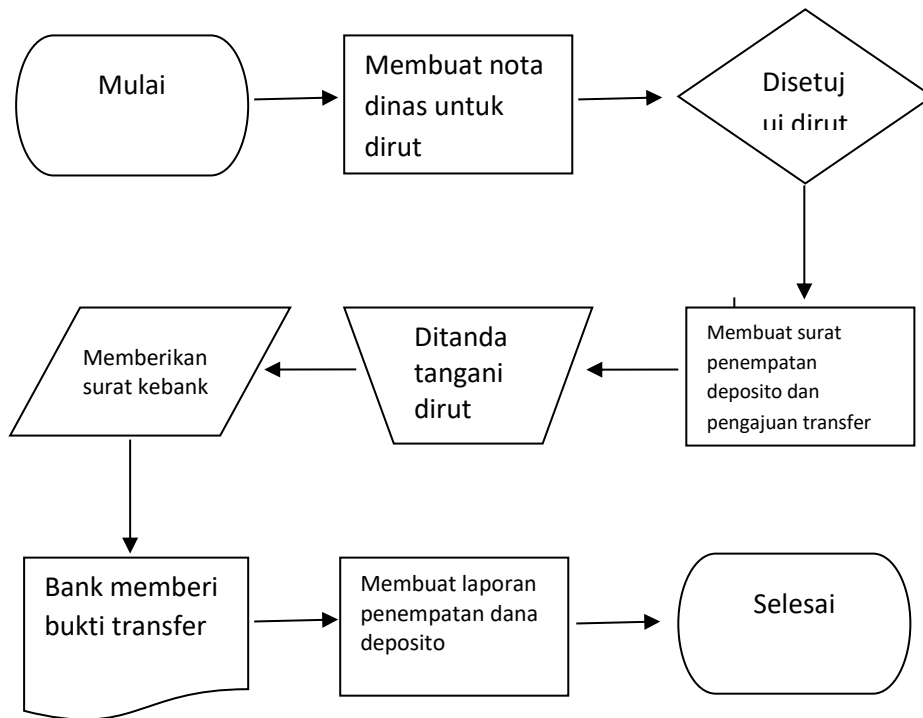 Mulai
Membuat nota
dinas untuk
dirut
Disetuj
ui dirut
Memberikan
surat kebank
Ditanda
tangani
dirut
Membuat surat
penempatan
deposito dan
pengajuan transfer
Bank memberi
bukti transfer
Membuat laporan
penempatan dana
deposito
Selesai